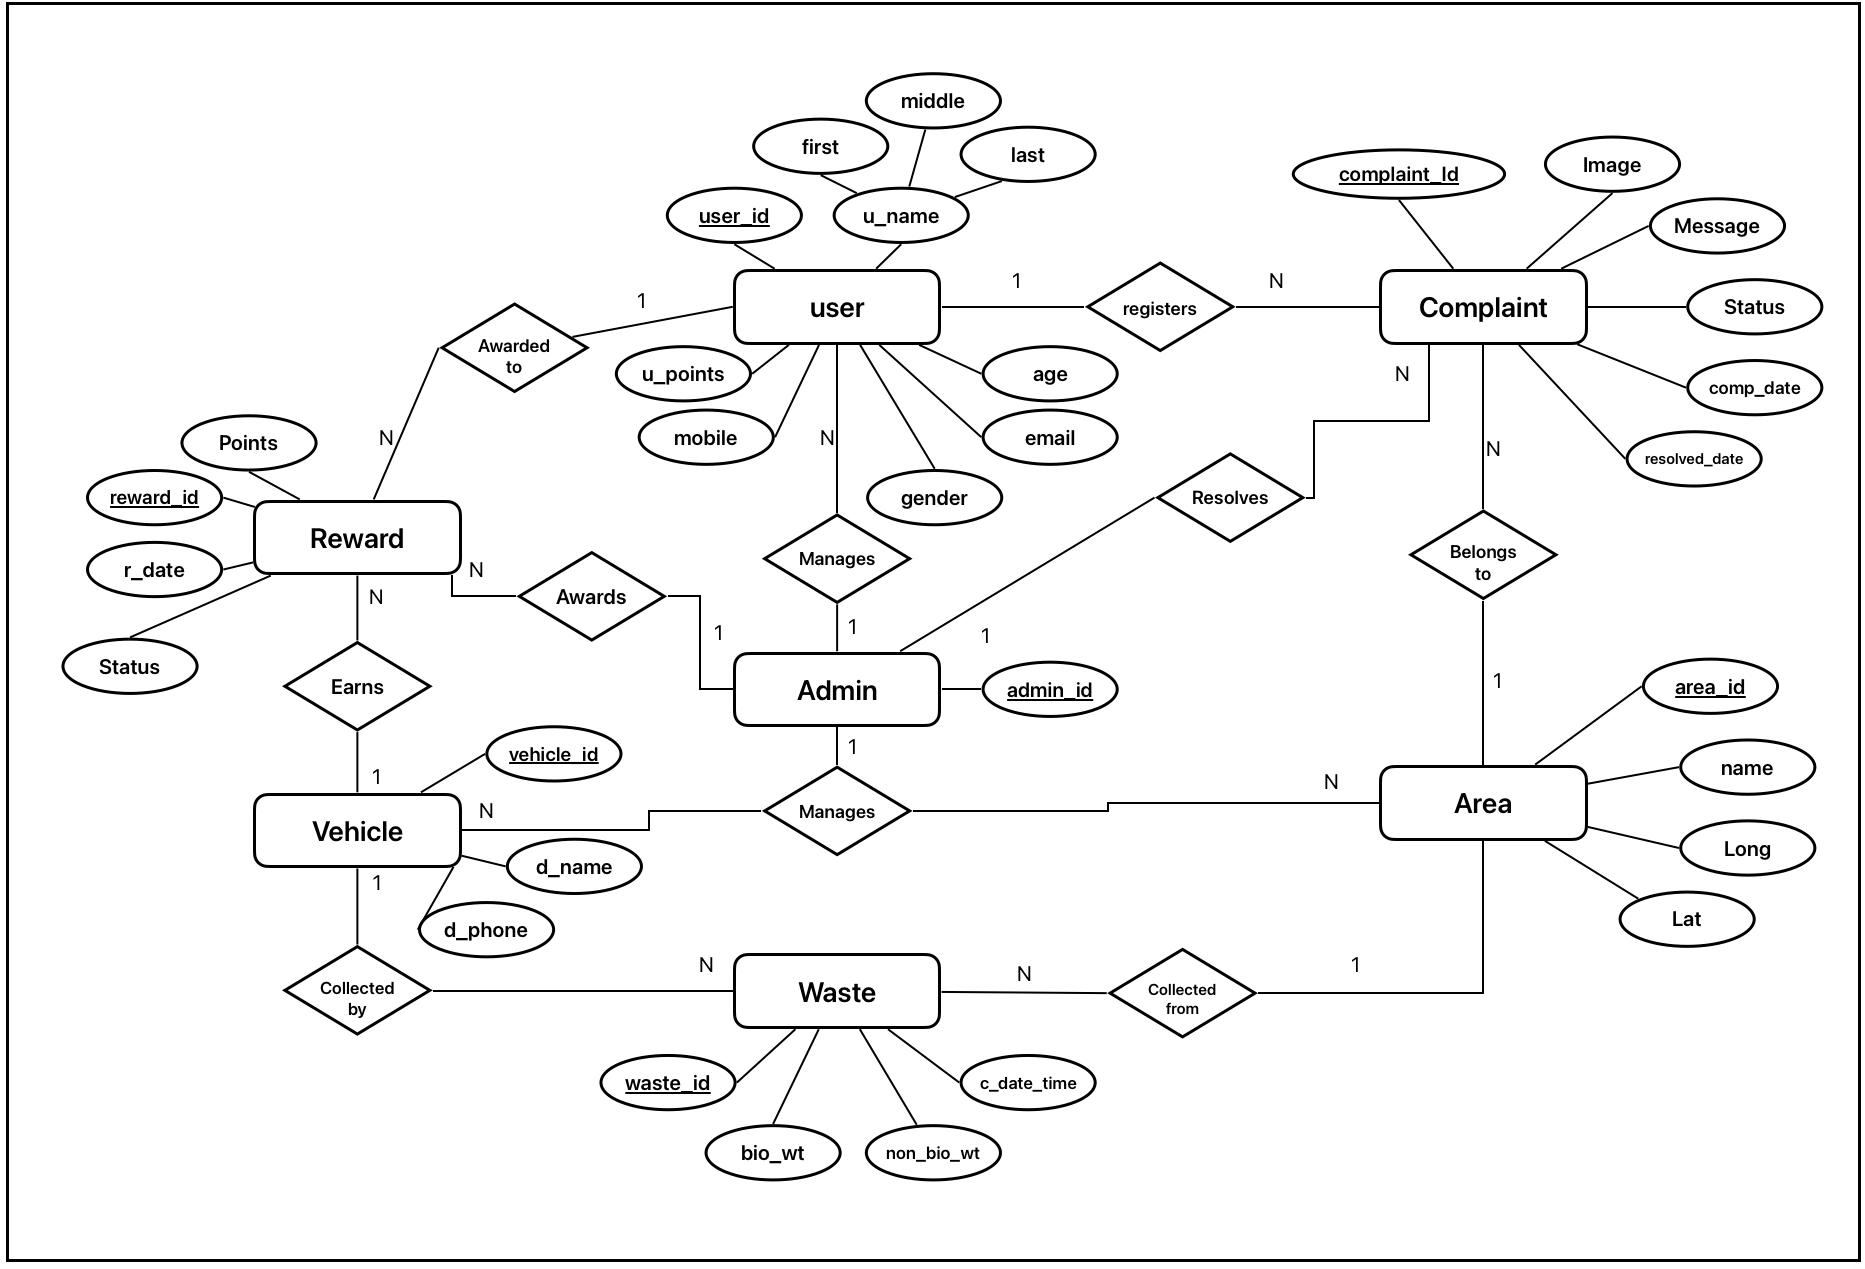 middle
first
last
complaint_Id
Image
user_id
u_name
Message
user
1
registers
N
Complaint
Status
1
Awarded
to
u_points
age
N
comp_date
N
mobile
N
email
N
resolved_date
Points
reward_id
gender
Resolves
Reward
r_date
N
Awards
Manages
Belongs
to
N
1
1
1
Status
Earns
Admin
admin_id
1
area_id
vehicle_id
1
1
name
N
Vehicle
N
Manages
Area
Long
d_name
1
d_phone
Lat
N
N
1
Collected
by
Waste
Collected
from
waste_id
c_date_time
bio_wt
non_bio_wt